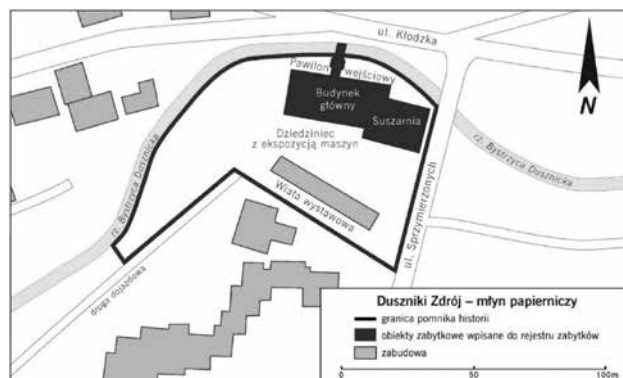 ul. Kłodzka
Pawilon wejściowy
Budynek
główny
Suszarnia
N
Dziedziniec
z ekspozycją maszyn
Wiata wystawowa
rz. Bystrzyca Dusznicka
rz. Bystrzyca Dusznicka
ul. Sprzymierzonych
droga dojazdowa
Duszniki Zdrój – młyn papierniczy
granica pomnika historii
obiekty zabytkowe wpisane do rejestru zabytków
zabudowa
0 50 100m